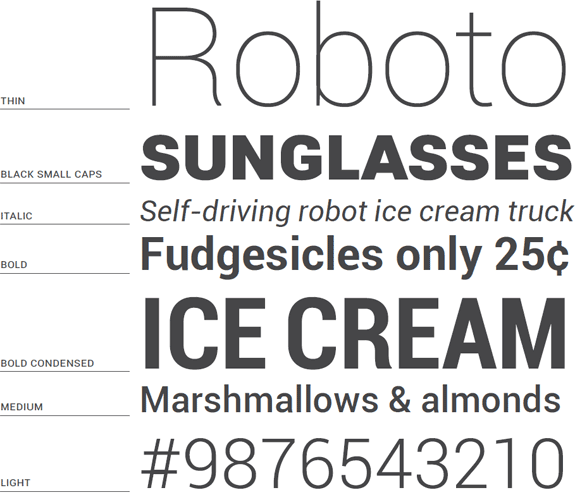 THIN Roboto
BLACK SMALL CAPS SUNGLASSES
ITALIC Self-driving robot ice cream truck
BOLD Fudgesicles only 25¢
BOLD CONDENSED ICE CREAM
MEDIUM Marshmallows & almonds
LIGHT #9876543210